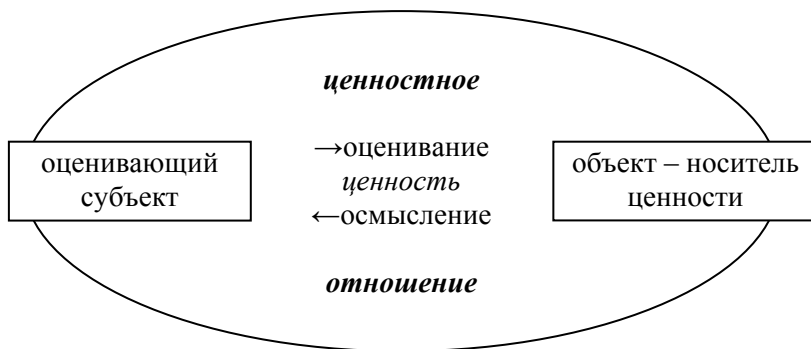 ценностное
оценивающий
субъект
→оценивание
ценность
←осмысление
объект – носитель
ценности
отношение